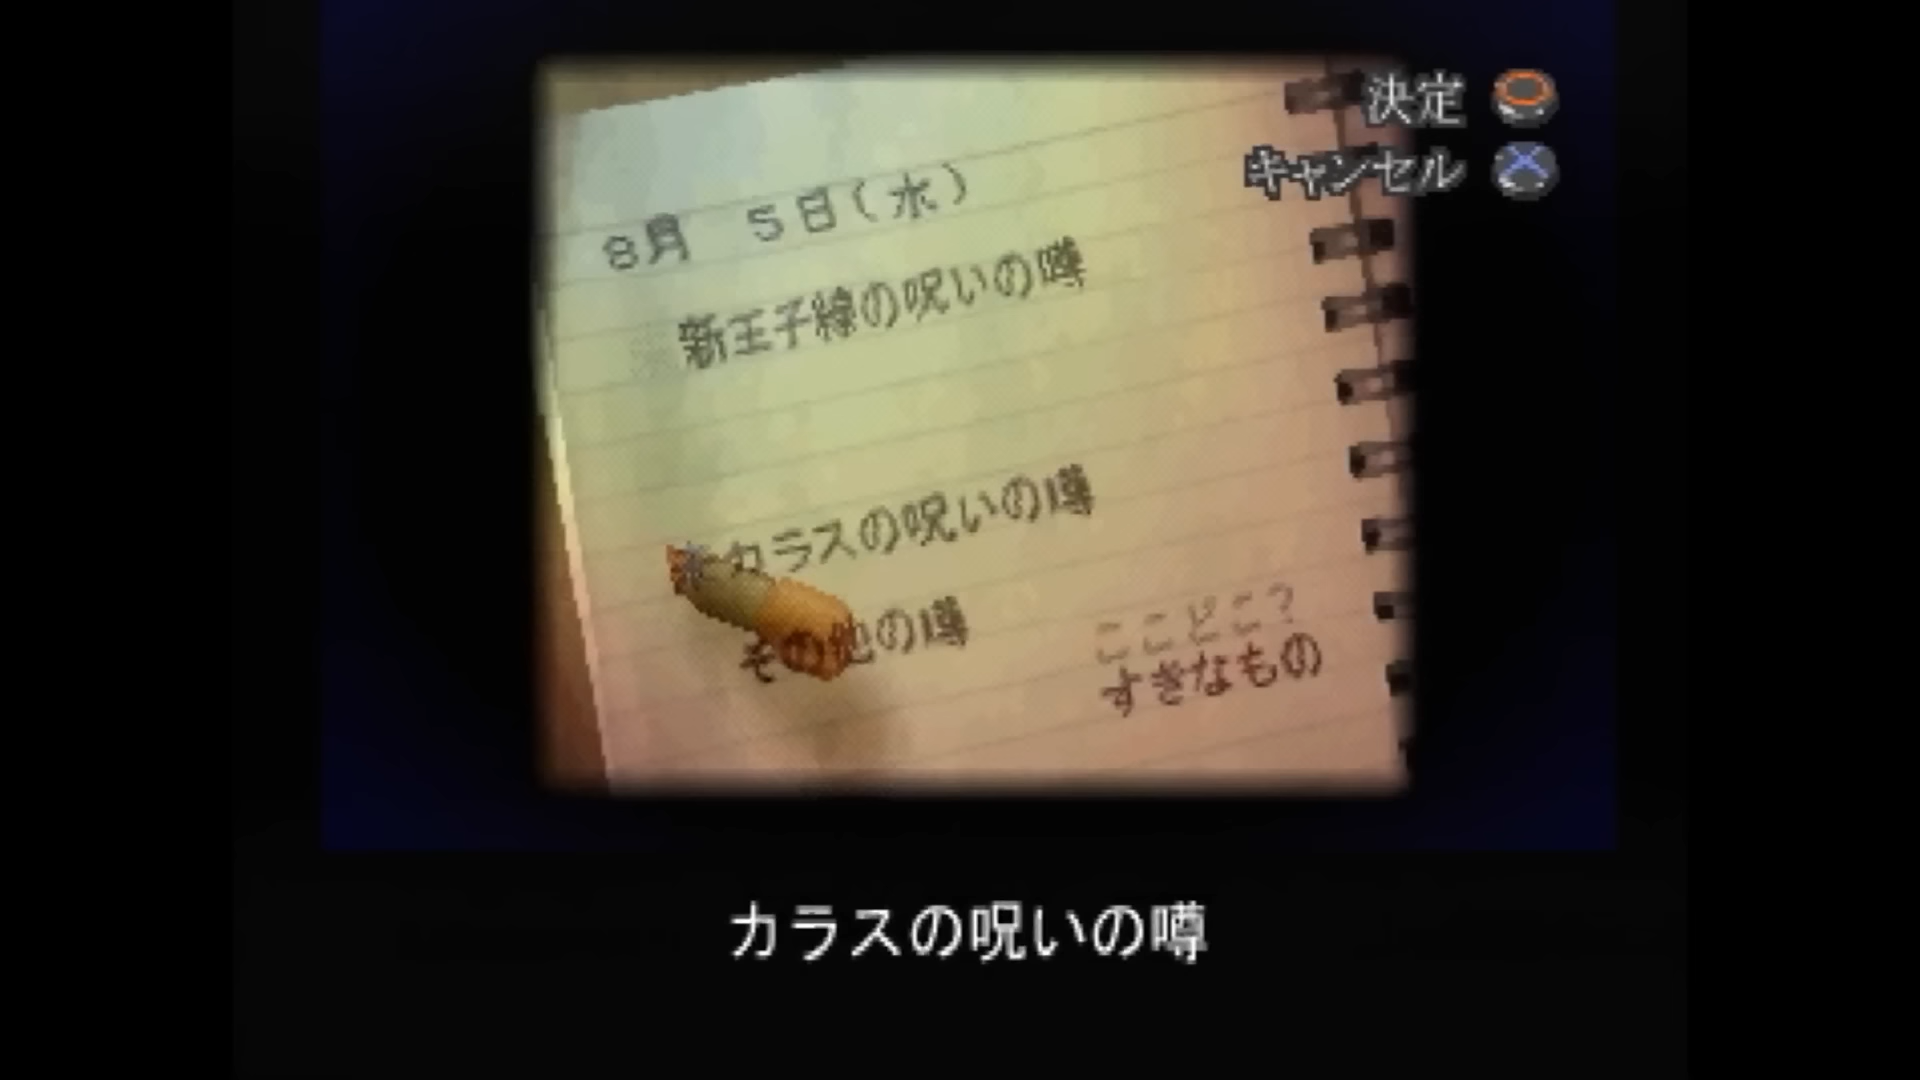 決定
キャンセル
8月 5日(水)
新王子線の呪いの噂
カラスの呪いの噂
その他の噂
ここどこ?
すきなもの
カラスの呪いの噂